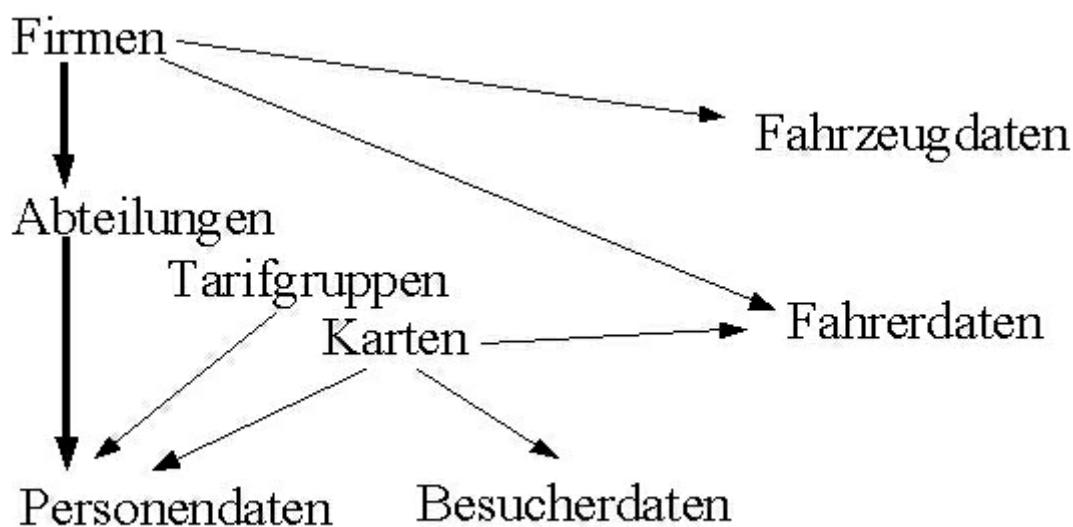 Firmen
Fahrzeugdaten
Abteilungen
Tarifgruppen
Karten
Fahrerdaten
Personendaten
Besucherdaten